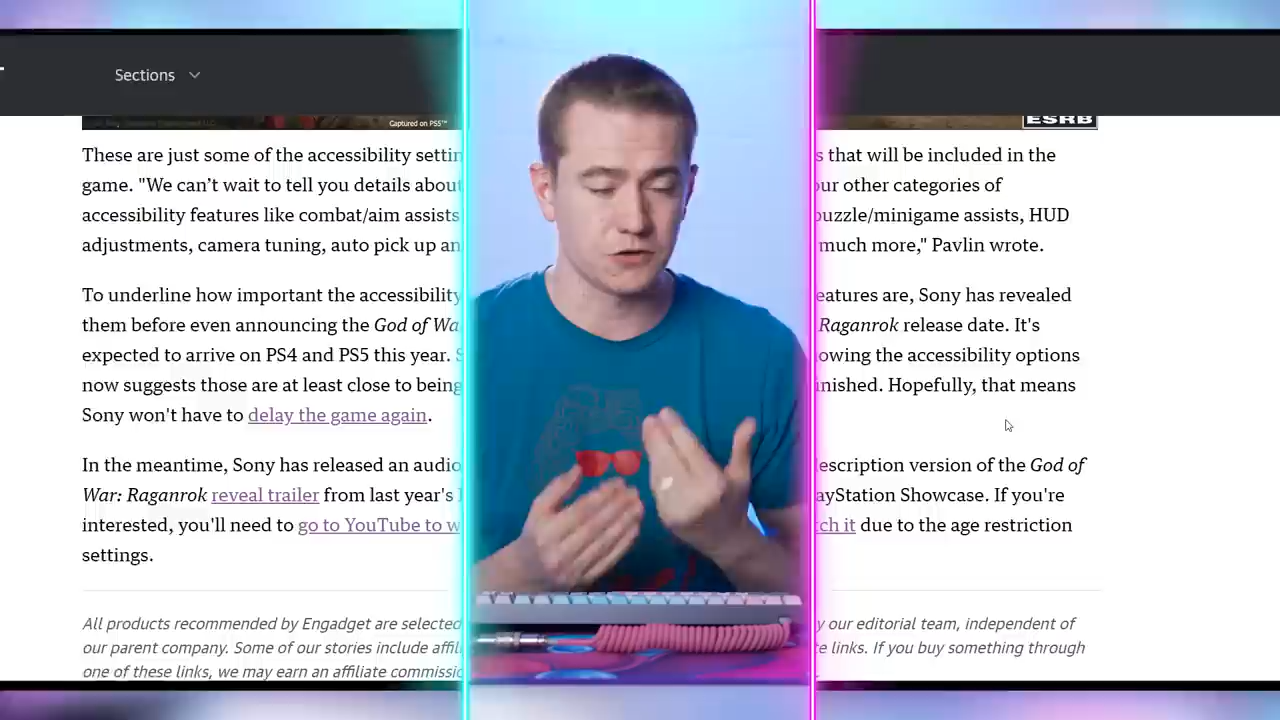 Sections
Captured on PS5™
ESRB
These are just some of the accessibility settin s that will be included in the
game. "We can't wait to tell you details about our other categories of
accessibility features like combat/aim assists puzzle/minigame assists, HUD
adjustments, camera tuning, auto pick up an much more," Pavlin wrote.
To underline how important the accessibility eatures are, Sony has revealed
them before even announcing the God of Wa Raganrok release date. It's
expected to arrive on PS4 and PS5 this year. S owing the accessibility options
now suggests those are at least close to being inished. Hopefully, that means
Sony won't have to delay the game again.
In the meantime, Sony has released an audio escription version of the God of
War: Raganrok reveal trailer from last year's ayStation Showcase. If you're
interested, you'll need to go to YouTube to w tch it due to the age restriction
settings.
All products recommended by Engadget are selected y our editorial team, independent of
our parent company. Some of our stories include affil te links. If you buy something through
one of these links, we may earn an affiliate commissio